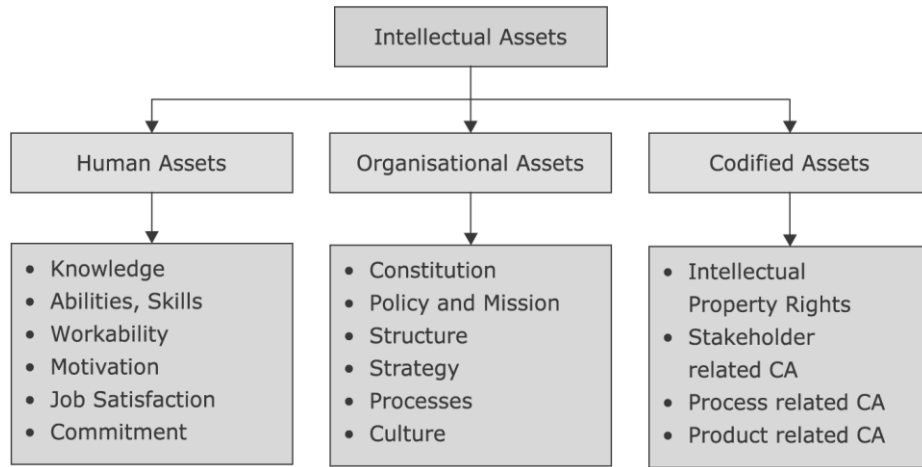 Intellectual Assets
Human Assets
Organisational Assets
Codified Assets
• Knowledge
• Abilities, Skills
• Workability
• Motivation
• Job Satisfaction
• Commitment
• Constitution
• Policy and Mission
• Structure
• Strategy
• Processes
• Culture
• Intellectual
Property Rights
• Stakeholder
related CA
• Process related CA
• Product related CA